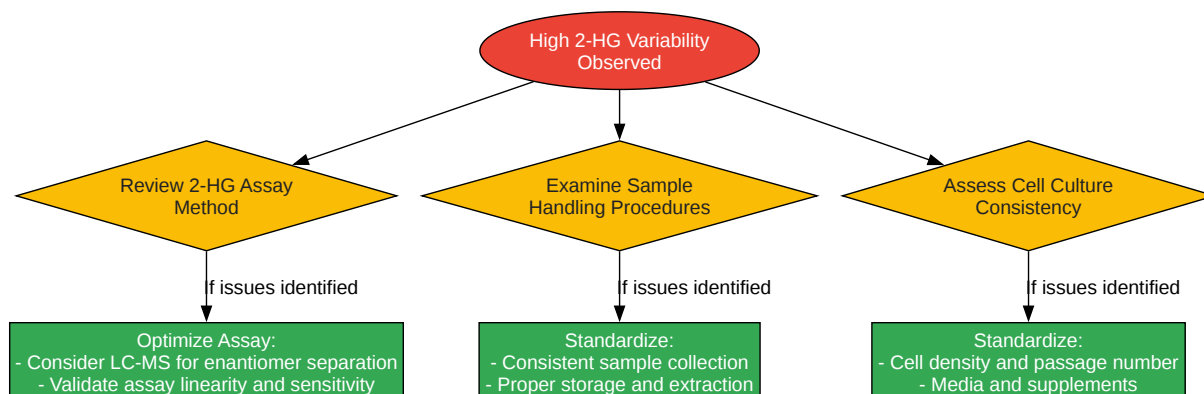 High 2-HG Variability
Observed
Review 2-HG Assay
Method
Examine Sample
Handling Procedures
Assess Cell Culture
Consistency
If issues identified
If issues identified
If issues identified
Optimize Assay:
- Consider LC-MS for enantiomer separation
- Validate assay linearity and sensitivity
Standardize:
- Consistent sample collection
- Proper storage and extraction
Standardize:
- Cell density and passage number
- Media and supplements